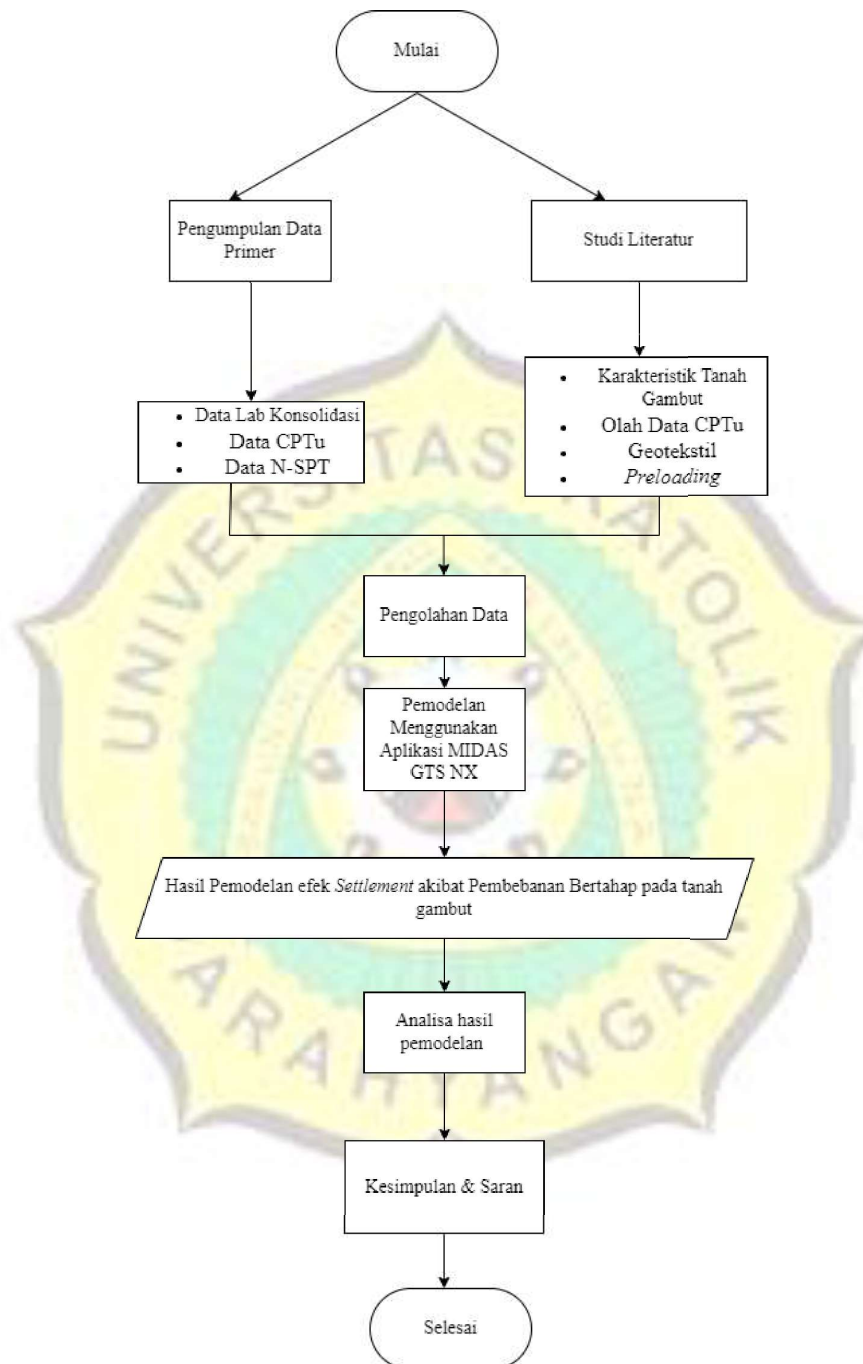 Mulai
Pengumpulan Data
Primer
Studi Literatur
• Data Lab Konsolidasi
• Data CPTu
• Data N-SPT
• Karakteristik Tanah
Gambut
• Olah Data CPTu
• Geotekstil
• Preloading
Pengolahan Data
Pemodelan
Menggunakan
Aplikasi MIDAS
GTS NX
Hasil Pemodelan efek Settlement akibat Pembebanan Bertahap pada tanah
gambut
Analisa hasil
pemodelan
Kesimpulan & Saran
Selesai